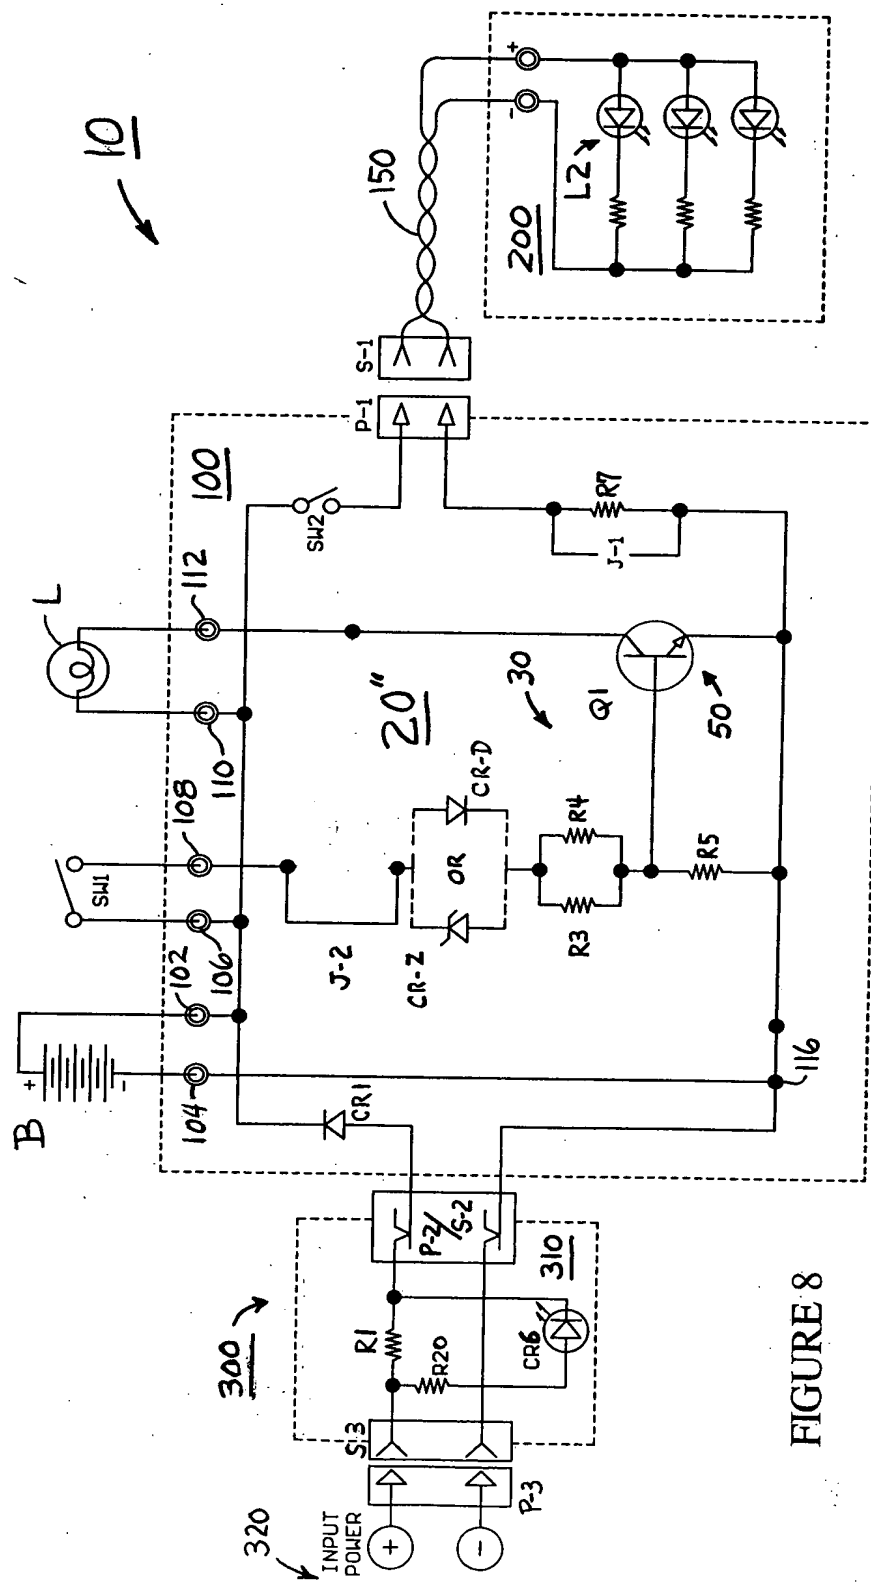 10
B
+
-
104
102
106
SW1
108
110
L
112
100
150
+
-
200
L2
S-1
P-1
SW2
R7
J-1
20"
30
Q1
50
J-2
CR-Z
OR
CR-D
R3
R4
R5
116
CR1
300
P-2/
S-2
310
R1
R20
CR6
S-3
P-3
320
INPUT
POWER
+
-
FIGURE 8